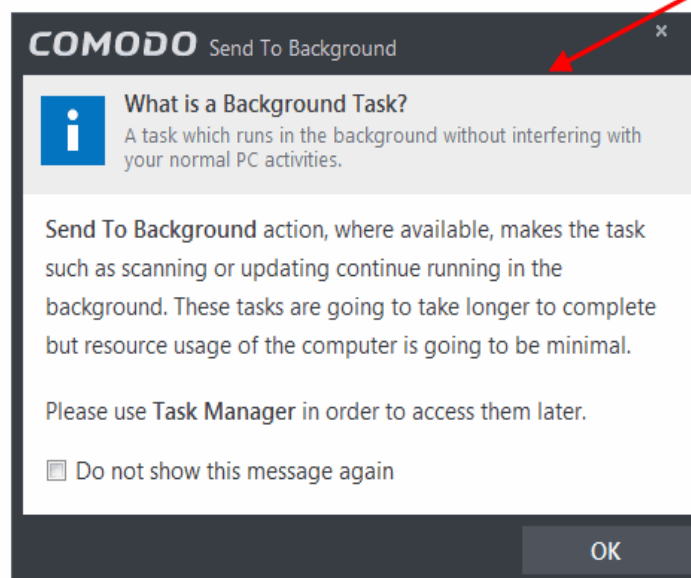 COMODO Send To Background
×
What is a Background Task?
A task which runs in the background without interfering with
your normal PC activities.
Send To Background action, where available, makes the task
such as scanning or updating continue running in the
background. These tasks are going to take longer to complete
but resource usage of the computer is going to be minimal.
Please use Task Manager in order to access them later.
Do not show this message again
OK